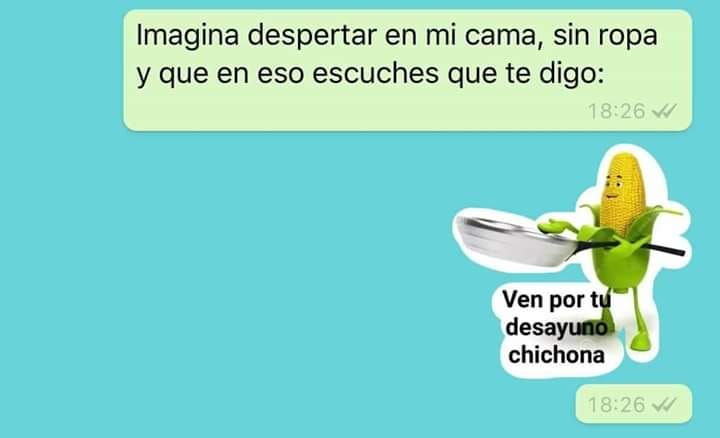 Imagina despertar en mi cama, sin ropa
y que en eso escuches que te digo:
18:26
Ven por tu
desayuno
chichona
18:26